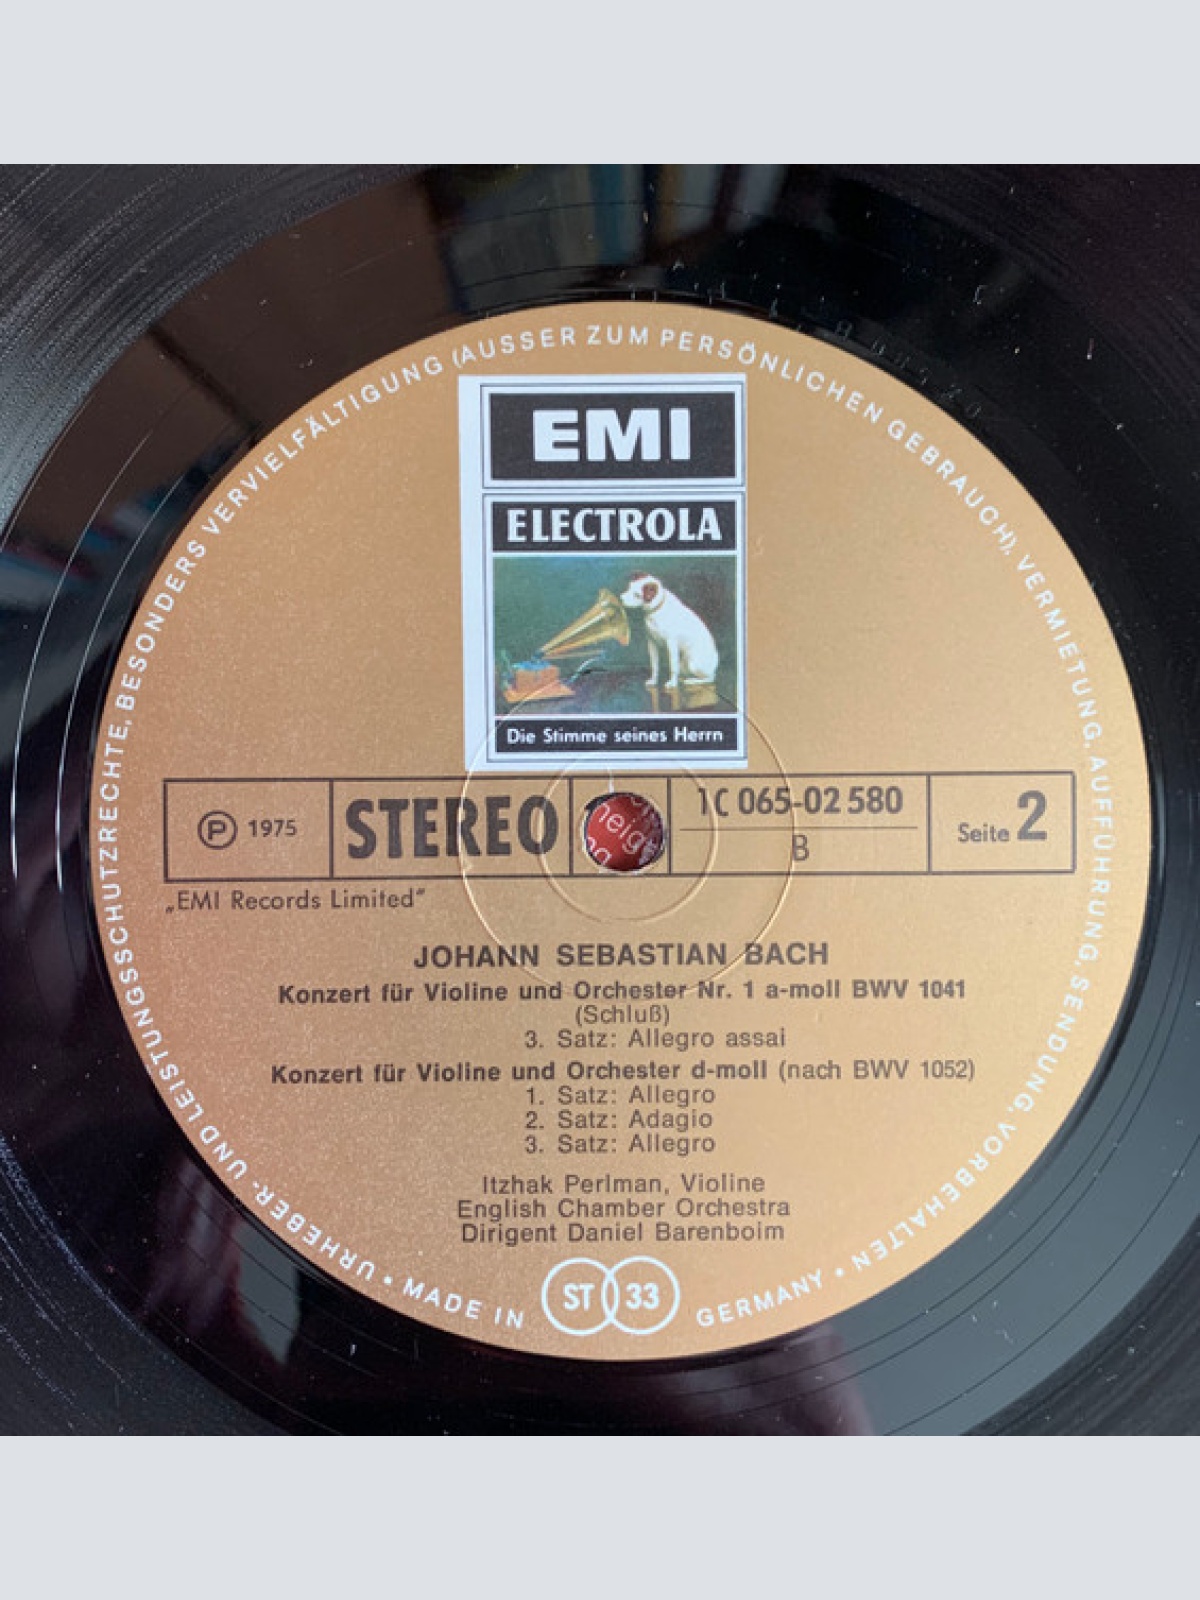 EMI
ELECTROLA
Die Stimme seines Herrn
Ⓟ 1975
STEREO
1C 065-02 580
B
Seite 2
„EMI Records Limited"
JOHANN SEBASTIAN BACH
Konzert für Violine und Orchester Nr. 1 a-moll BWV 1041
(Schluß)
3. Satz: Allegro assai
Konzert für Violine und Orchester d-moll (nach BWV 1052)
1. Satz: Allegro
2. Satz: Adagio
3. Satz: Allegro
Itzhak Perlman, Violine
English Chamber Orchestra
Dirigent Daniel Barenboim
ST 33
MADE IN GERMANY
URHEBER- UND LEISTUNGSSCHUTZRECHTE, BESONDERS VERVIELFÄLTIGUNG (AUSSER ZUM PERSÖNLICHEN GEBRAUCH), VERMIETUNG, AUFFÜHRUNG, SENDUNG, VORBEHALTEN